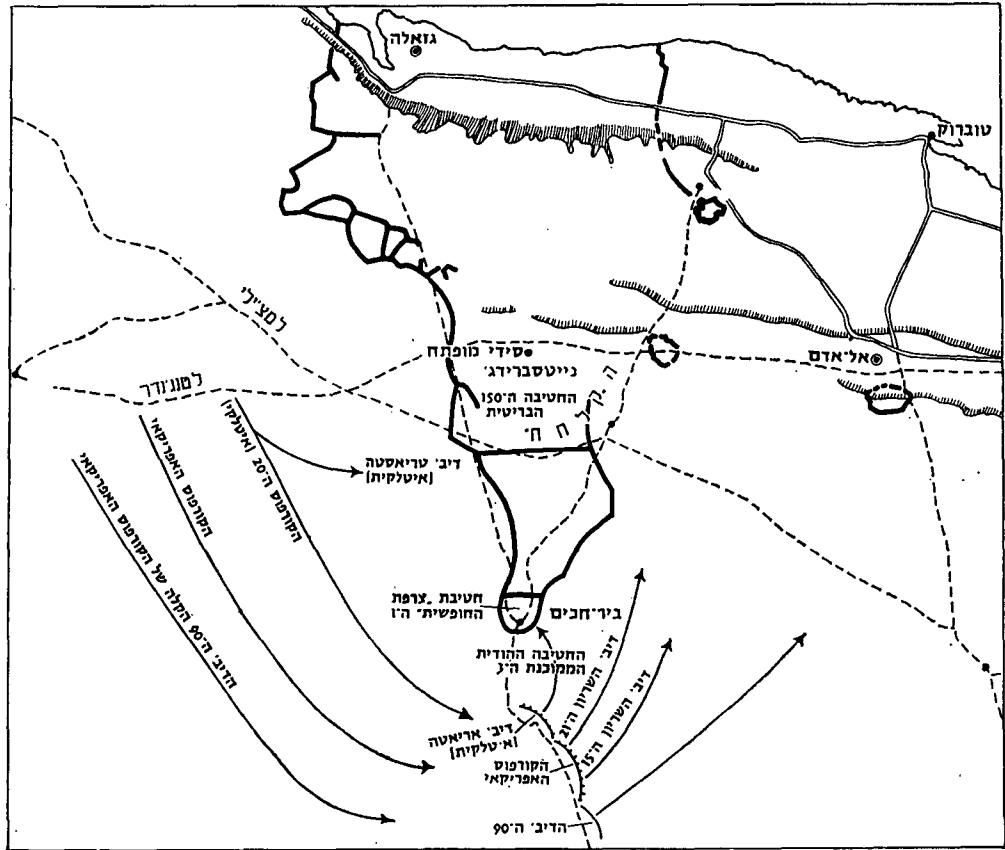 גזאלה
טוברוק
למצ׳ילי
לטנג׳ודר
סידי מופתח
נייטסברידג׳
החטיבה ה־150
הבריטית
ה ק ל ח ת
אל־אדם
דיב׳ טריאסטה
(איטלקית)
הקורפוס ה־20 (איטלקי)
הקורפוס האפריקאי
הדיב׳ ה־90 הקלה של הקורפוס האפריקאי
חטיבת „צרפת
החופשית״ ה־1
ביר־חכים
החטיבה ההודית
הממוכנת ה־3
דיב׳ אריאטה
(איטלקית)
דיב׳ השריון ה־21
דיב׳ השריון ה־15
הקורפוס
האפריקאי
הדיב׳ ה־90